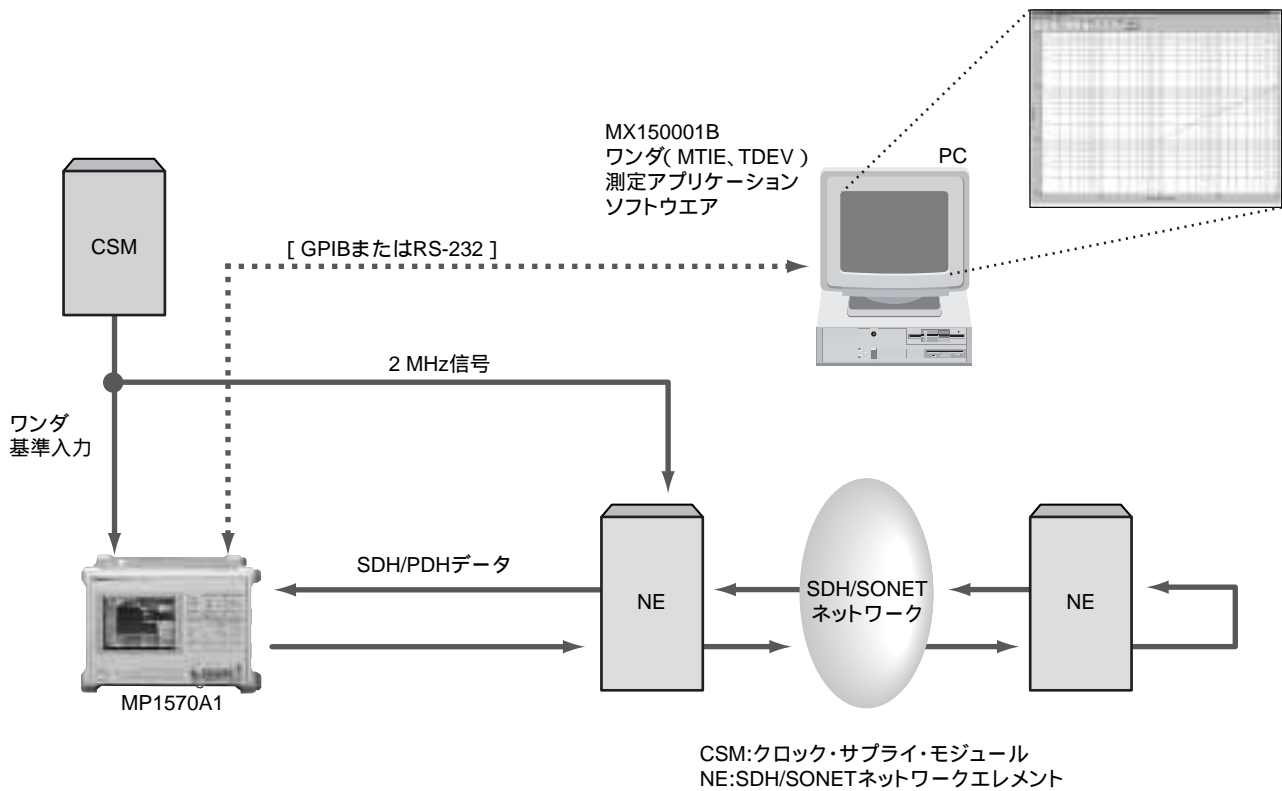 MX150001B
ワンダ( MTIE、TDEV )
測定アプリケーション
ソフトウエア
PC
CSM
[ GPIBまたはRS-232 ]
2 MHz信号
ワンダ
基準入力
SDH/PDHデータ
NE
SDH/SONET
ネットワーク
NE
MP1570A1
CSM:クロック・サプライ・モジュール
NE:SDH/SONETネットワークエレメント